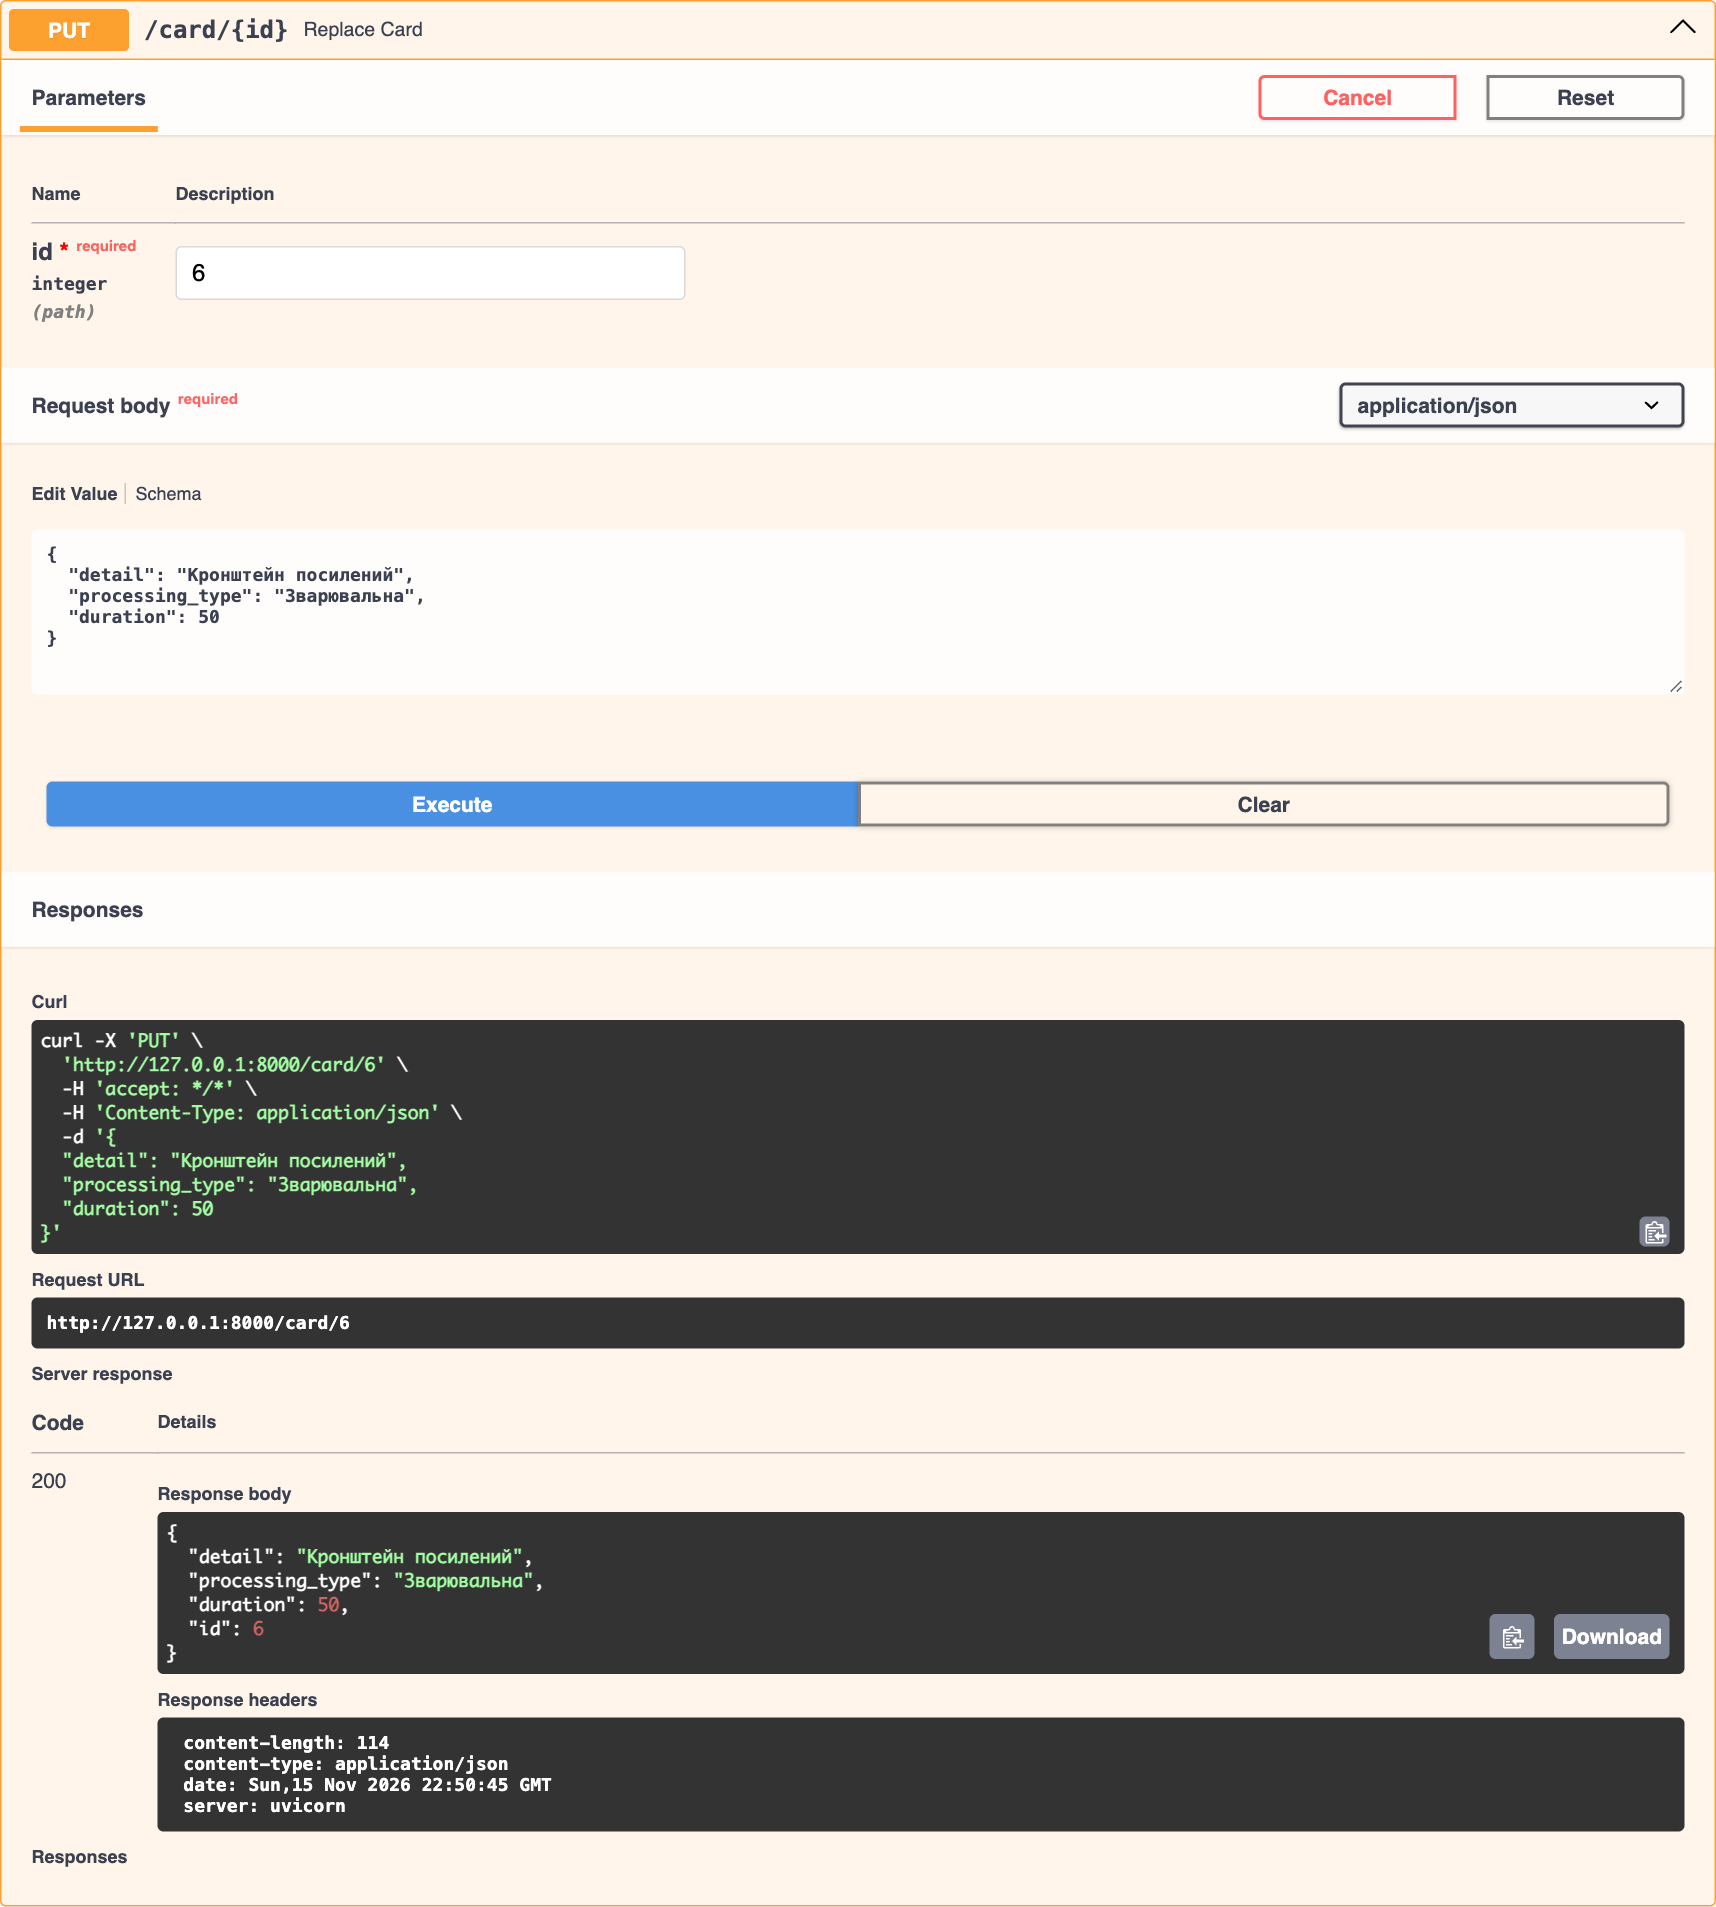 PUT /card/{id} Replace Card
Parameters
Cancel
Reset
Name Description
id * required
integer
(path)
6
Request body required
application/json
Edit Value Schema
{
  "detail": "Кронштейн посилений",
  "processing_type": "Зварювальна",
  "duration": 50
}
Execute
Clear
Responses
Curl
curl -X 'PUT' \
  'http://127.0.0.1:8000/card/6' \
  -H 'accept: */*' \
  -H 'Content-Type: application/json' \
  -d '{
  "detail": "Кронштейн посилений",
  "processing_type": "Зварювальна",
  "duration": 50
}'
Request URL
http://127.0.0.1:8000/card/6
Server response
Code Details
200
Response body
{
  "detail": "Кронштейн посилений",
  "processing_type": "Зварювальна",
  "duration": 50,
  "id": 6
}
Download
Response headers
content-length: 114
content-type: application/json
date: Sun,15 Nov 2026 22:50:45 GMT
server: uvicorn
Responses